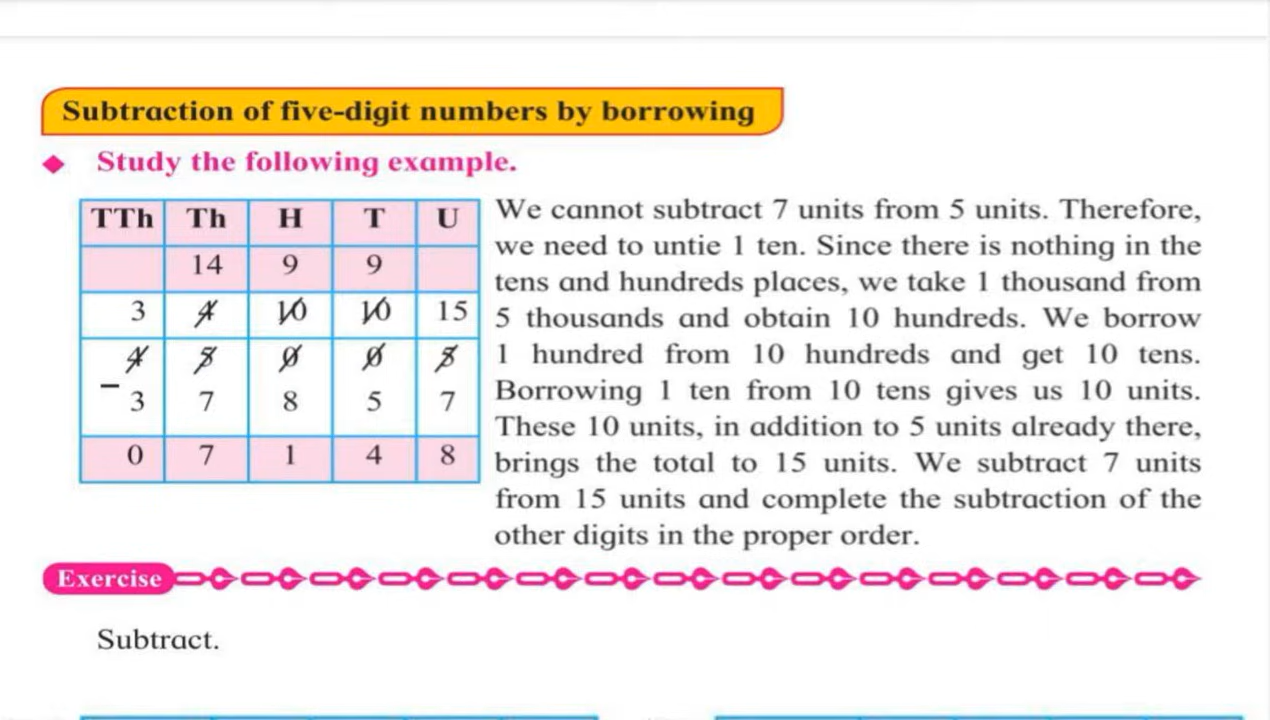 Subtraction of five-digit numbers by borrowing
Study the following example.
TTh Th H T U
14 9 9
3 4 10 10 15
4 5 0 0 5
− 3 7 8 5 7
0 7 1 4 8
We cannot subtract 7 units from 5 units. Therefore,
we need to untie 1 ten. Since there is nothing in the
tens and hundreds places, we take 1 thousand from
5 thousands and obtain 10 hundreds. We borrow
1 hundred from 10 hundreds and get 10 tens.
Borrowing 1 ten from 10 tens gives us 10 units.
These 10 units, in addition to 5 units already there,
brings the total to 15 units. We subtract 7 units
from 15 units and complete the subtraction of the
other digits in the proper order.
Exercise
Subtract.